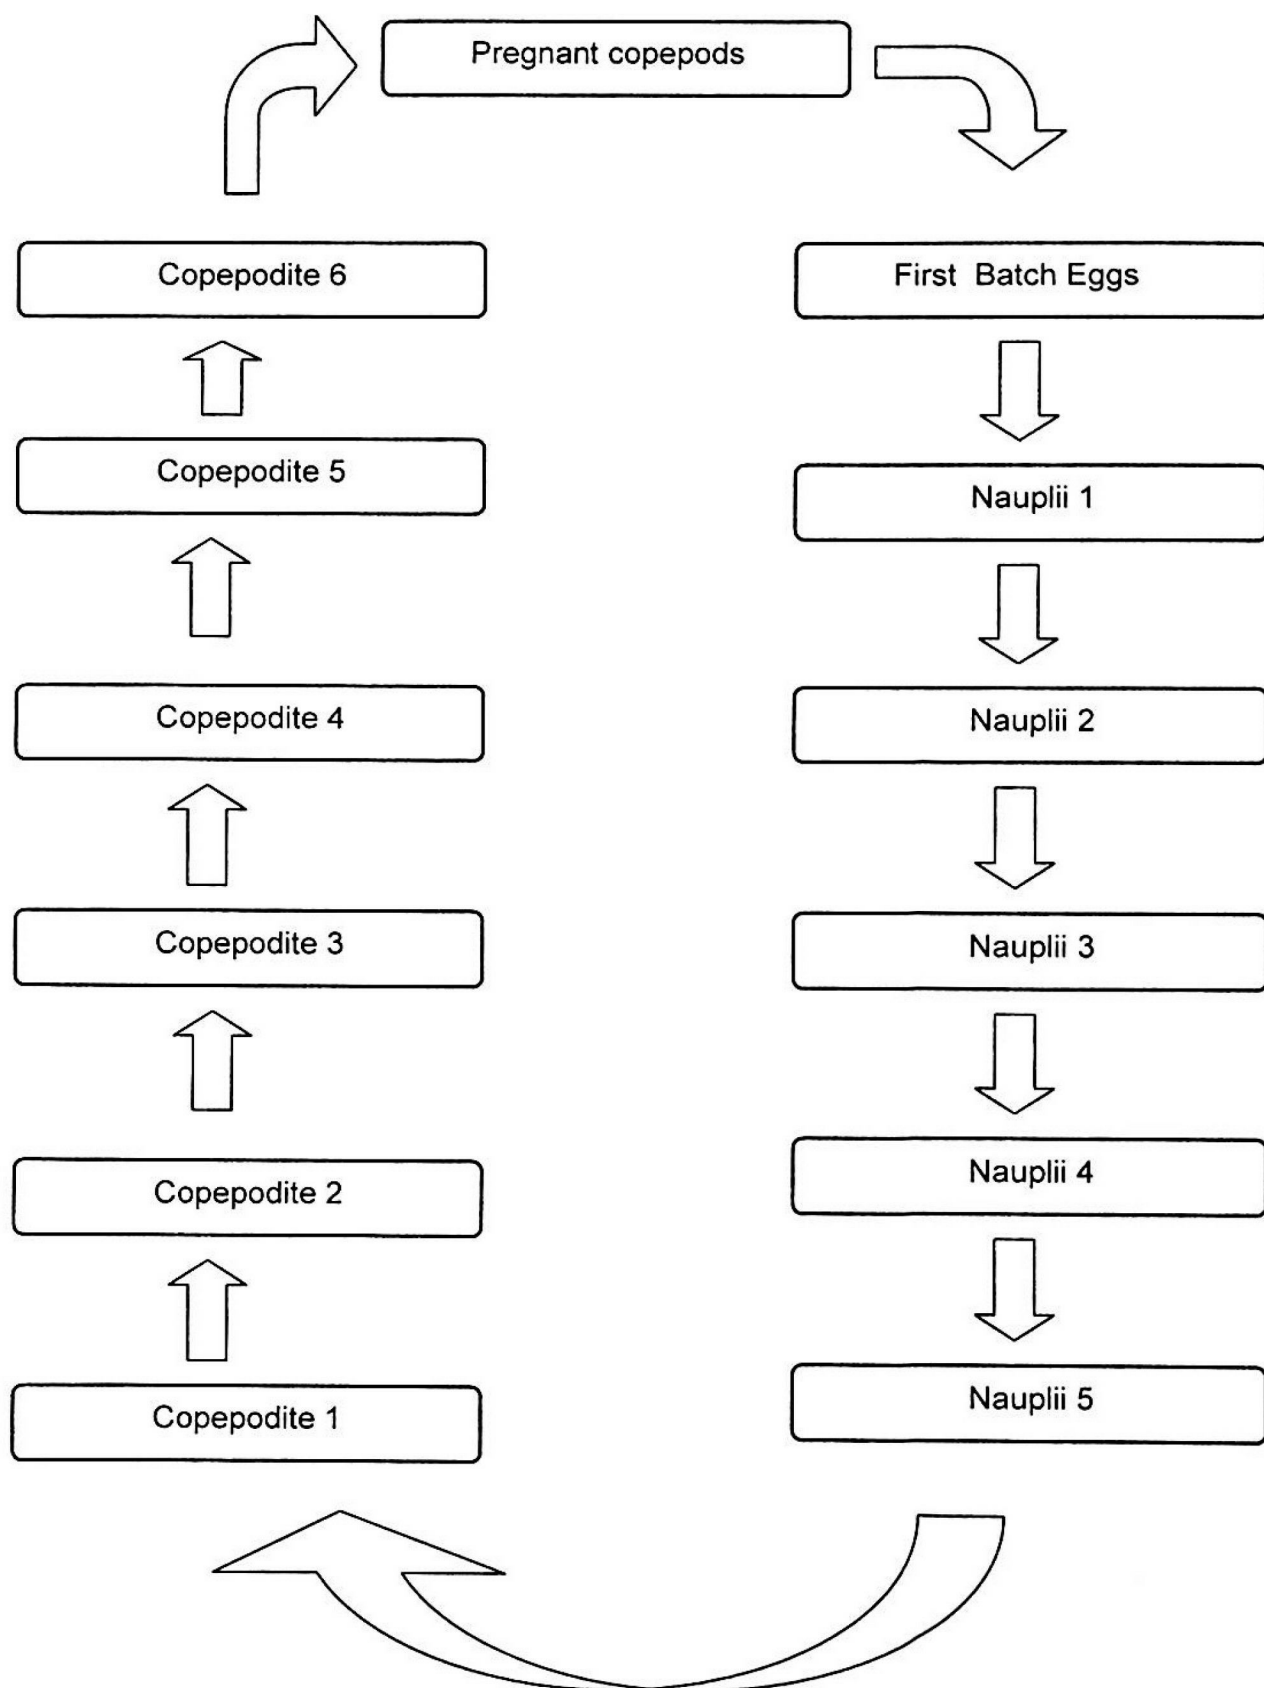 Pregnant copepods
First Batch Eggs
Nauplii 1
Nauplii 2
Nauplii 3
Nauplii 4
Nauplii 5
Copepodite 1
Copepodite 2
Copepodite 3
Copepodite 4
Copepodite 5
Copepodite 6